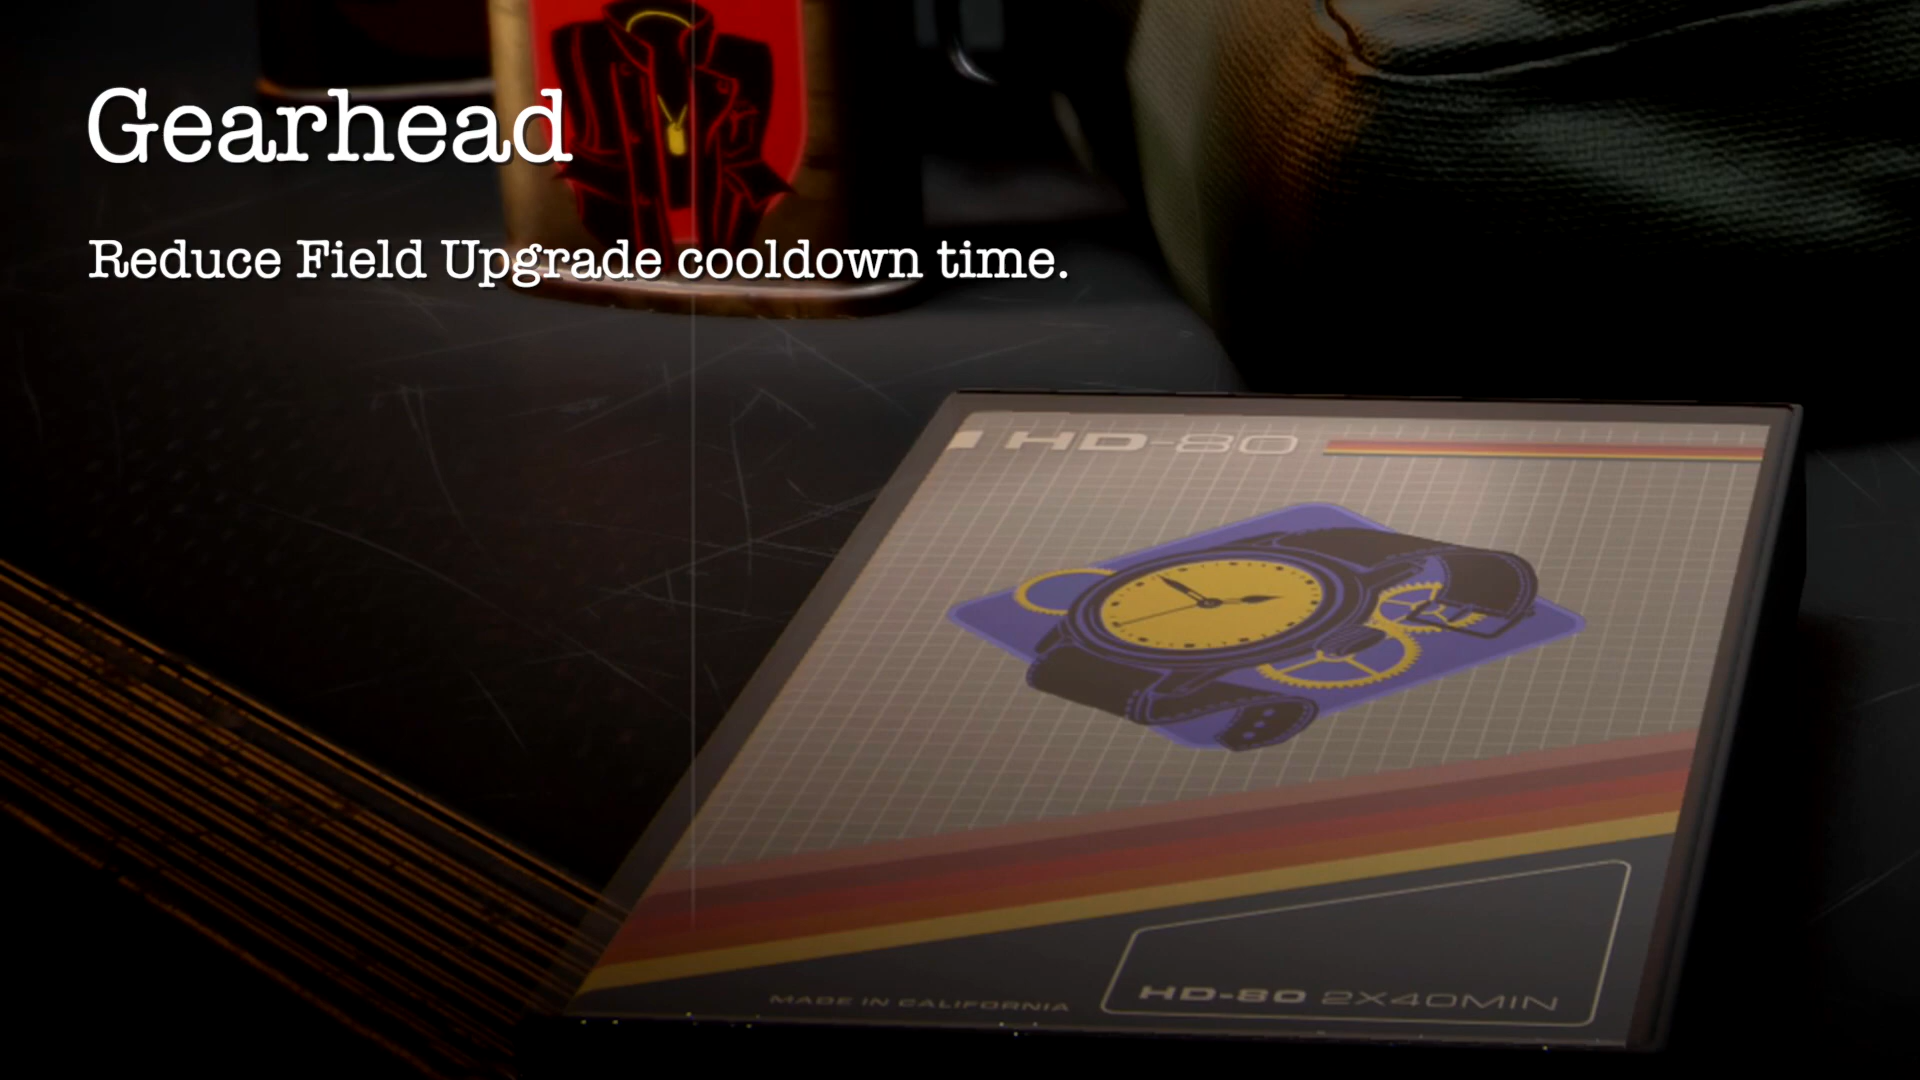 Gearhead
Reduce Field Upgrade cooldown time.
HD-80
MADE IN CALIFORNIA
HD-80 2X40MIN